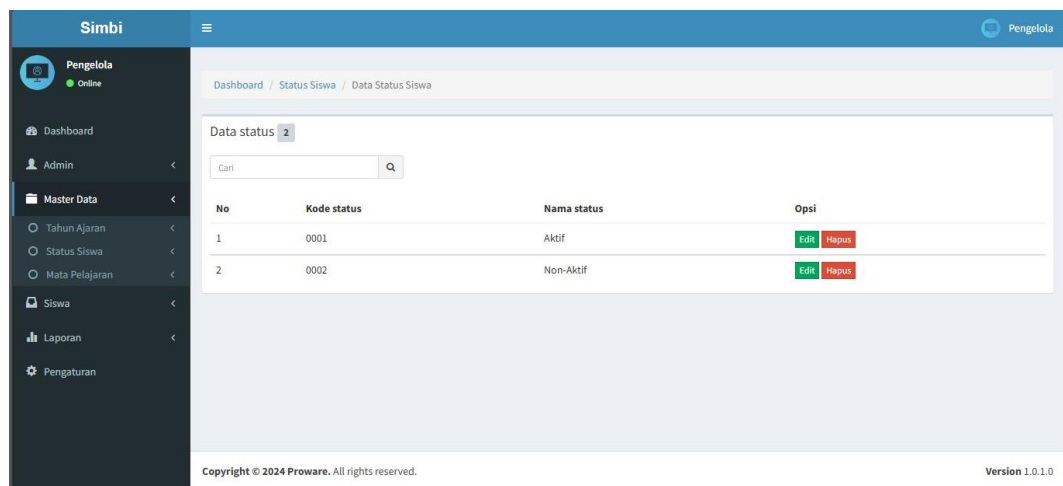 Simbi
Pengelola
Pengelola
Online
Dashboard / Status Siswa / Data Status Siswa
Dashboard
Admin
Master Data
Tahun Ajaran
Status Siswa
Mata Pelajaran
Siswa
Laporan
Pengaturan
Data status 2
Cari
No Kode status Nama status Opsi
1 0001 Aktif Edit Hapus
2 0002 Non-Aktif Edit Hapus
Copyright © 2024 Proware. All rights reserved. Version 1.0.1.0